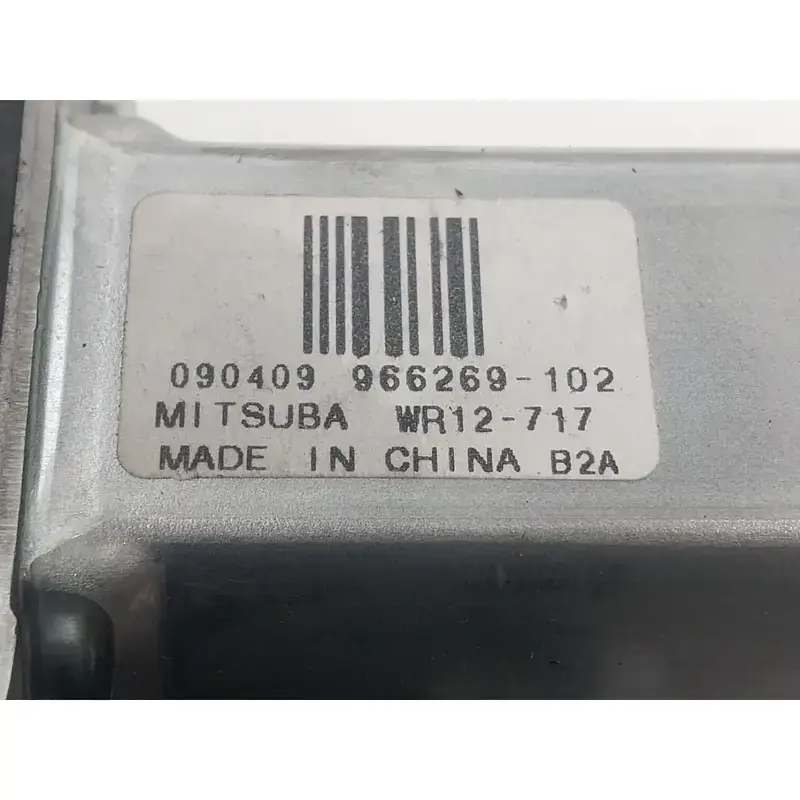 090409 966269-102
MITSUBA WR12-717
MADE IN CHINA B2A